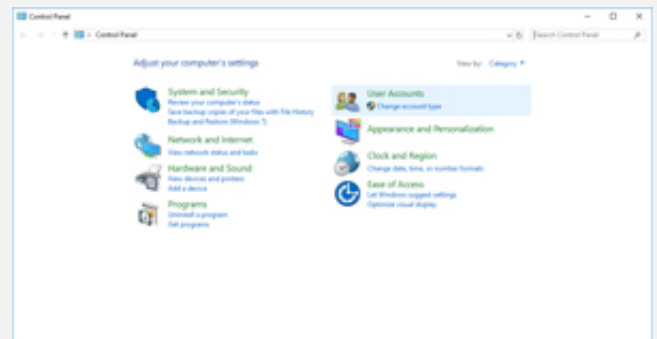 Control Panel
Control Panel
Search Control Panel
Adjust your computer's settings
View by: Category
System and Security
Review your computer's status
Save backup copies of your files with File History
Backup and Restore (Windows 7)
Network and Internet
View network status and tasks
Hardware and Sound
View devices and printers
Add a device
Programs
Uninstall a program
Get programs
User Accounts
Change account type
Appearance and Personalization
Clock and Region
Change date, time, or number formats
Ease of Access
Let Windows suggest settings
Optimize visual display